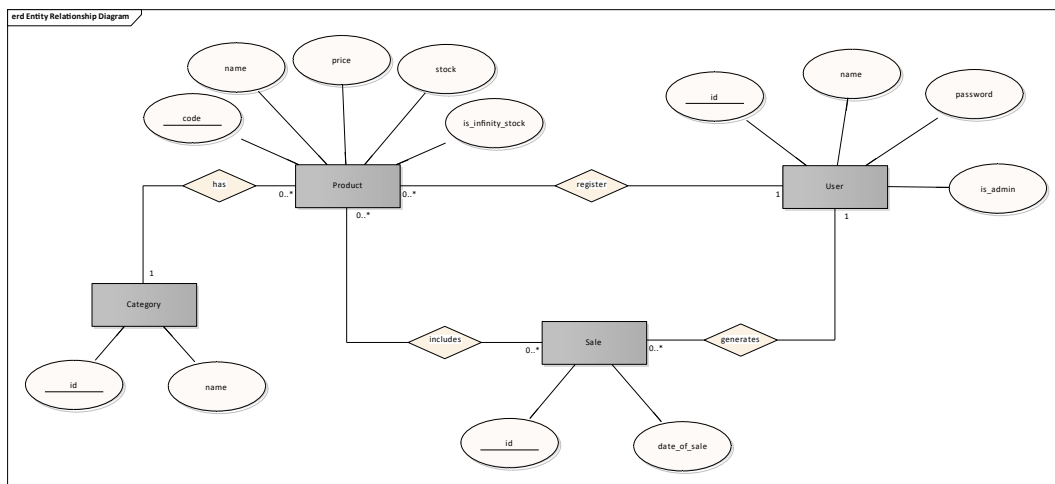 erd Entity Relationship Diagram
name
price
stock
code
is_infinity_stock
id
name
password
is_admin
has
0..*
Product
0..*
0..*
register
1
User
1
1
Category
id
name
includes
0..*
Sale
0..*
generates
id
date_of_sale